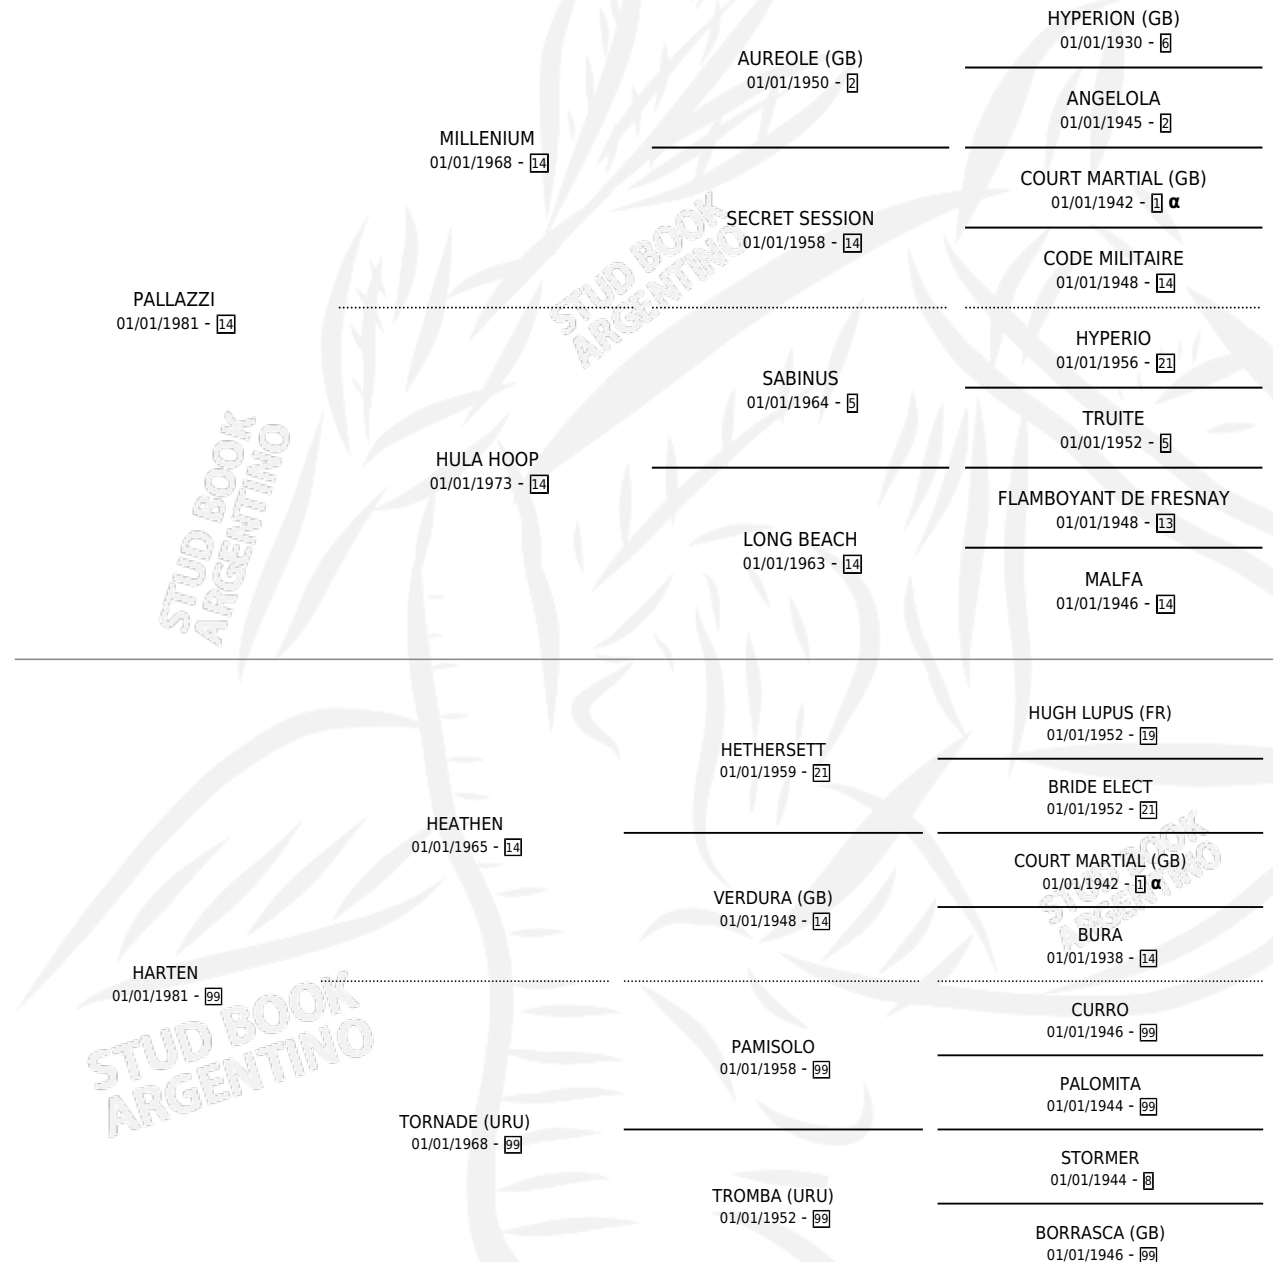 HYPERION (GB)
01/01/1930 - 6
AUREOLE (GB)
01/01/1950 - 2
ANGELOLA
01/01/1945 - 2
MILLENIUM
01/01/1968 - 14
COURT MARTIAL (GB)
01/01/1942 - 1 α
SECRET SESSION
01/01/1958 - 14
CODE MILITAIRE
01/01/1948 - 14
PALLAZZI
01/01/1981 - 14
HYPERIO
01/01/1956 - 21
SABINUS
01/01/1964 - 5
TRUITE
01/01/1952 - 5
HULA HOOP
01/01/1973 - 14
FLAMBOYANT DE FRESNAY
01/01/1948 - 13
LONG BEACH
01/01/1963 - 14
MALFA
01/01/1946 - 14
STUD BOOK
ARGENTINO
STUD BOOK
ARGENTINO
HUGH LUPUS (FR)
01/01/1952 - 19
HETHERSETT
01/01/1959 - 21
BRIDE ELECT
01/01/1952 - 21
HEATHEN
01/01/1965 - 14
COURT MARTIAL (GB)
01/01/1942 - 1 α
VERDURA (GB)
01/01/1948 - 14
BURA
01/01/1938 - 14
HARTEN
01/01/1981 - 99
CURRO
01/01/1946 - 99
PAMISOLO
01/01/1958 - 99
PALOMITA
01/01/1944 - 99
TORNADE (URU)
01/01/1968 - 99
STORMER
01/01/1944 - 8
TROMBA (URU)
01/01/1952 - 99
BORRASCA (GB)
01/01/1946 - 99
STUD BOOK
ARGENTINO
STUD BOOK
ARGENTINO